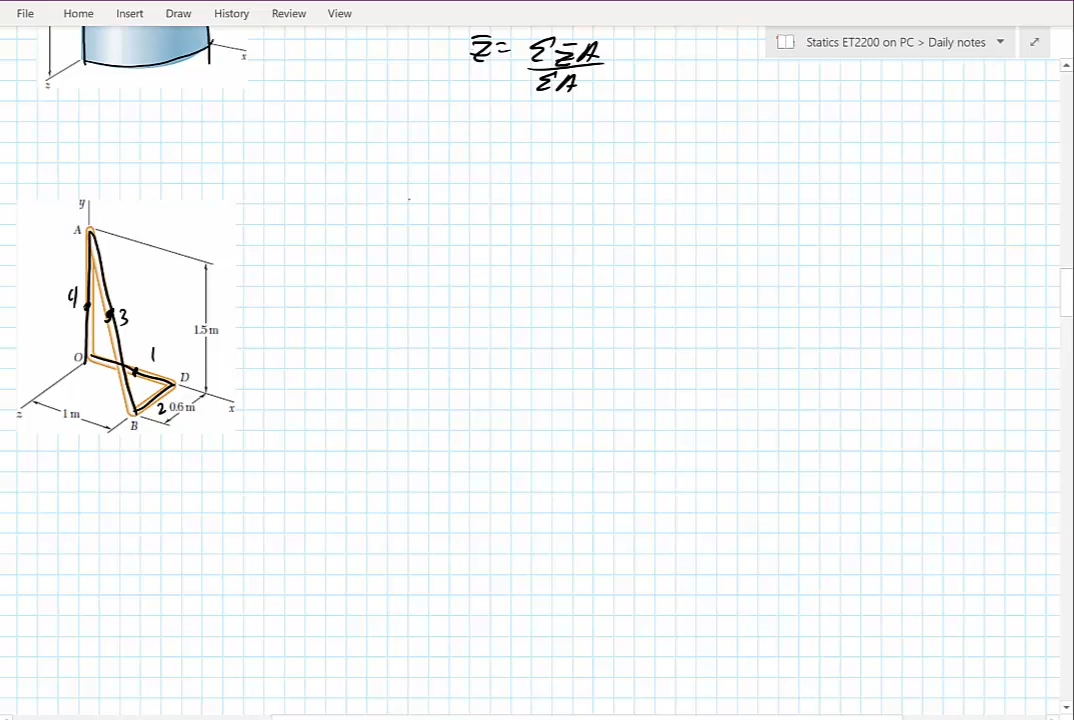 File Home Insert Draw History Review View
Statics ET2200 on PC > Daily notes
z̄ = Σz̄A
ΣA
x
z
y
A
4
3
1.5 m
1
O
D
2
0.6 m
x
z
1 m
B